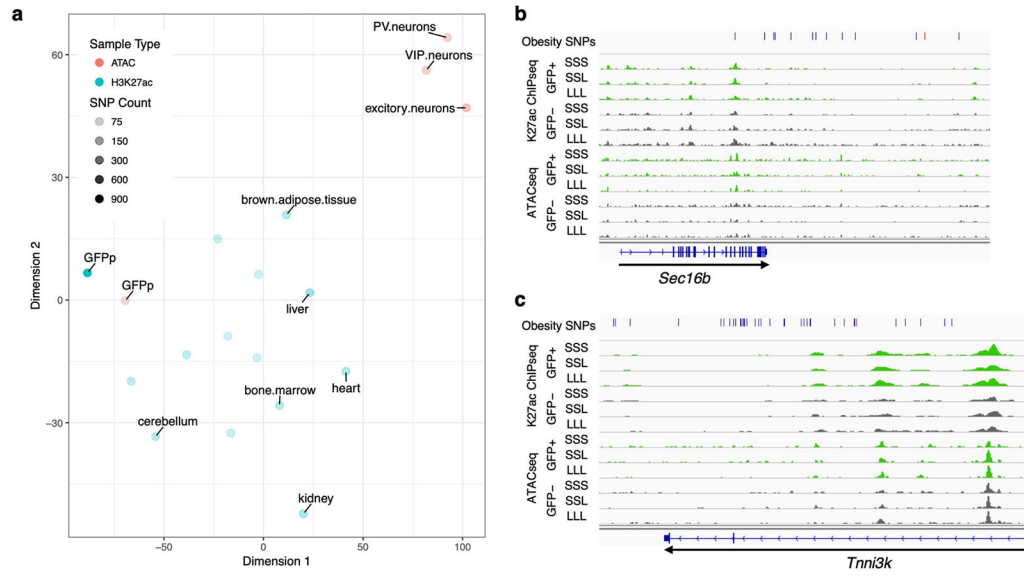 a
Sample Type
ATAC
H3K27ac
SNP Count
75
150
300
600
900
PV.neurons
VIP.neurons
excitory.neurons
brown.adipose.tissue
GFPp
GFPp
liver
heart
bone.marrow
cerebellum
kidney
60
30
0
−30
Dimension 2
−50
0
50
100
Dimension 1
b
Obesity SNPs
K27ac ChIPseq
GFP+
SSS
SSL
LLL
GFP−
SSS
SSL
LLL
ATACseq
GFP+
SSS
SSL
LLL
GFP−
SSS
SSL
LLL
Sec16b
c
Obesity SNPs
K27ac ChIPseq
GFP+
SSS
SSL
LLL
GFP−
SSS
SSL
LLL
ATACseq
GFP+
SSS
SSL
LLL
GFP−
SSS
SSL
LLL
Tnni3k